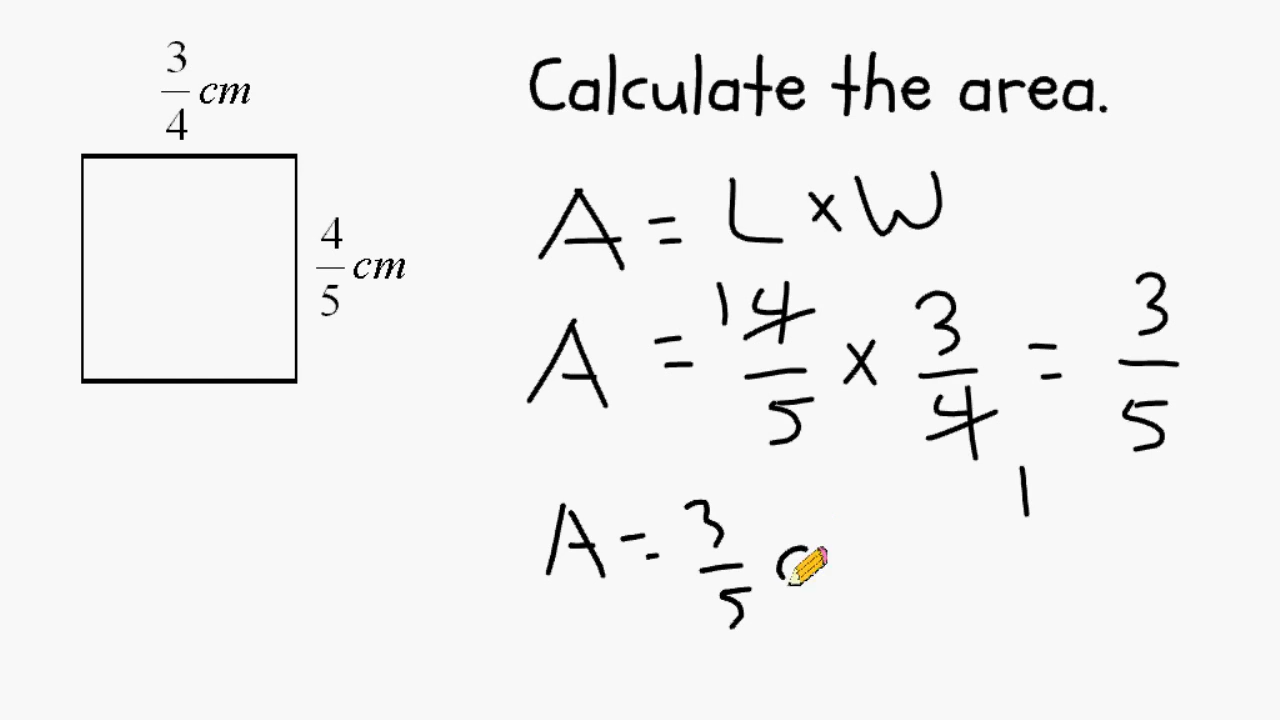 3/4 cm
Calculate the area.
A = L x W
4/5 cm
A = 1 4/5 x 3/4 1 = 3/5
A = 3/5 c